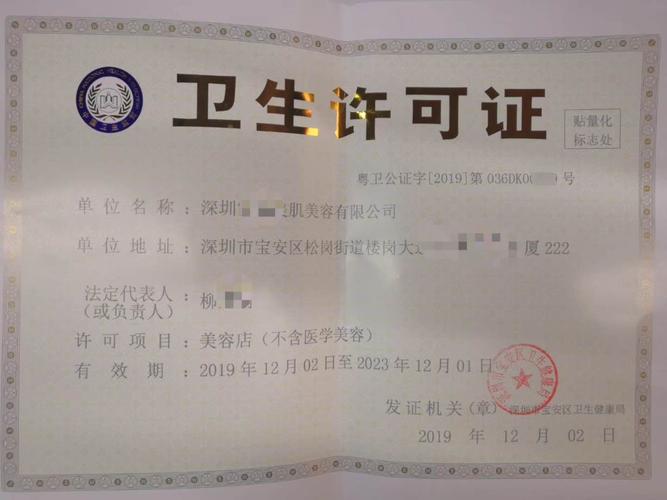 卫生许可证
贴量化
标志处
粤卫公证字[2019]第 036DK00 号
单位名称：深圳 肌美容有限公司
单位地址：深圳市宝安区松岗街道楼岗大 厦 222
法定代表人：柳
（或负责人）
许可项目：美容店（不含医学美容）
有效期：2019 年 12 月 02 日至 2023 年 12 月 01 日
发证机关(章) 深圳市宝安区卫生健康局
2019 年 12 月 02 日